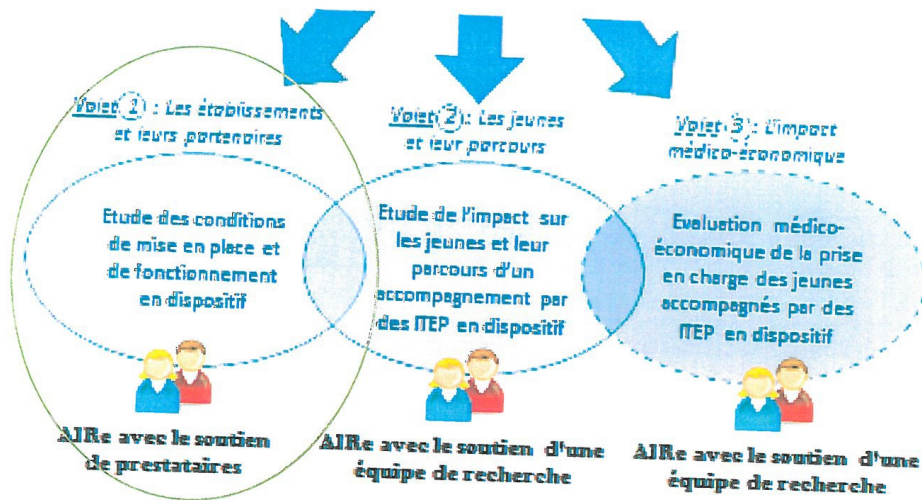 Volet 1 : Les établissements
et leurs partenaires
Etude des conditions
de mise en place et
de fonctionnement
en dispositif
AIRe avec le soutien
de prestataires
Volet 2 : Les jeunes
et leur parcours
Etude de l'impact sur
les jeunes et leur
parcours d'un
accompagnement par
des ITEP en dispositif
AIRe avec le soutien d'une
équipe de recherche
Volet 3 : L'impact
médico-économique
Evaluation médico-
économique de la prise
en charge des jeunes
accompagnés par des
ITEP en dispositif
AIRe avec le soutien d'une
équipe de recherche